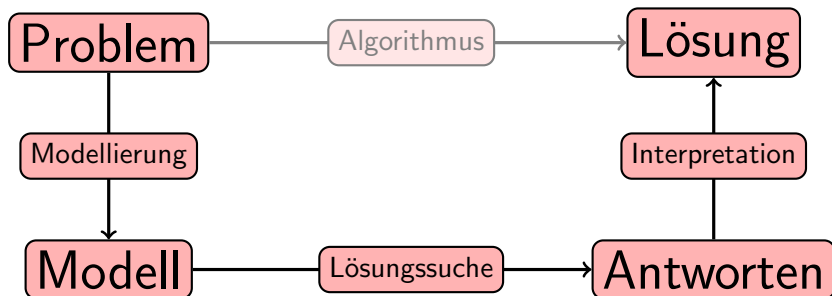 Problem
Algorithmus
Lösung
Modellierung
Interpretation
Modell
Lösungssuche
Antworten